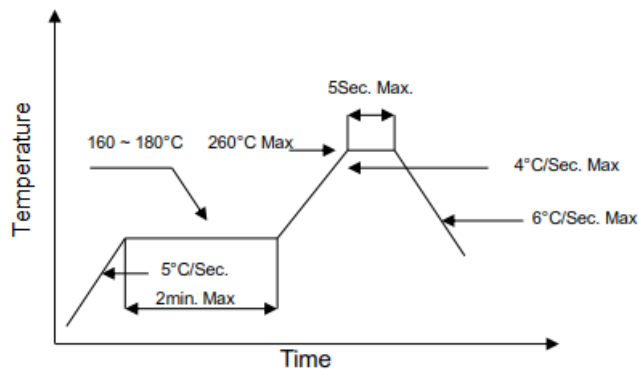 5Sec. Max.
160 ~ 180°C
260°C Max
4°C/Sec. Max
6°C/Sec. Max
5°C/Sec.
2min. Max
Temperature
Time